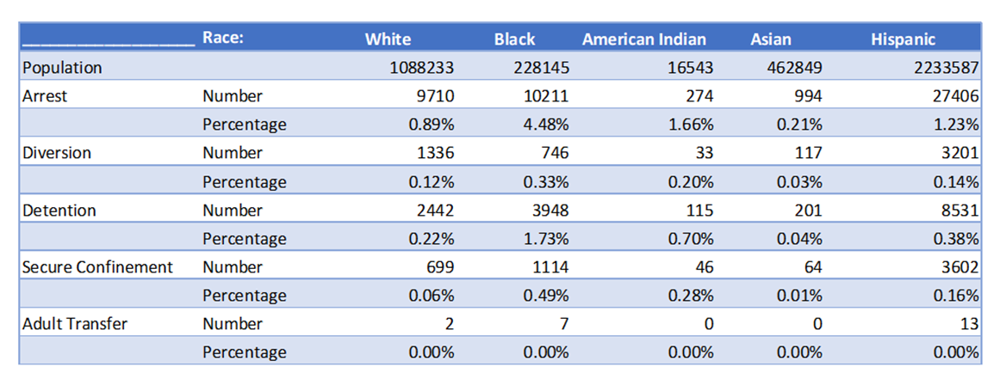 ____________________ Race: White Black American Indian Asian Hispanic
Population 1088233 228145 16543 462849 2233587
Arrest Number 9710 10211 274 994 27406
Percentage 0.89% 4.48% 1.66% 0.21% 1.23%
Diversion Number 1336 746 33 117 3201
Percentage 0.12% 0.33% 0.20% 0.03% 0.14%
Detention Number 2442 3948 115 201 8531
Percentage 0.22% 1.73% 0.70% 0.04% 0.38%
Secure Confinement Number 699 1114 46 64 3602
Percentage 0.06% 0.49% 0.28% 0.01% 0.16%
Adult Transfer Number 2 7 0 0 13
Percentage 0.00% 0.00% 0.00% 0.00% 0.00%